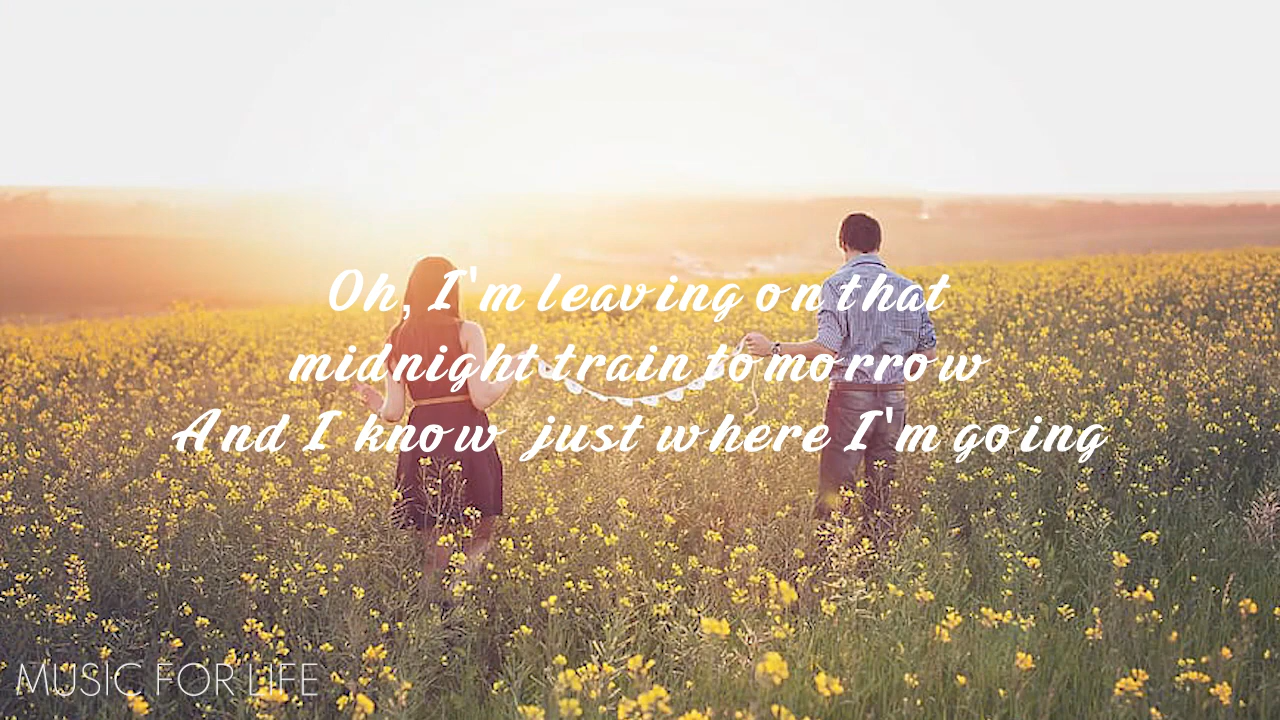 Oh, I'm leaving on that
midnight train tomorrow
And I know just where I'm going
MUSIC FOR LIFE